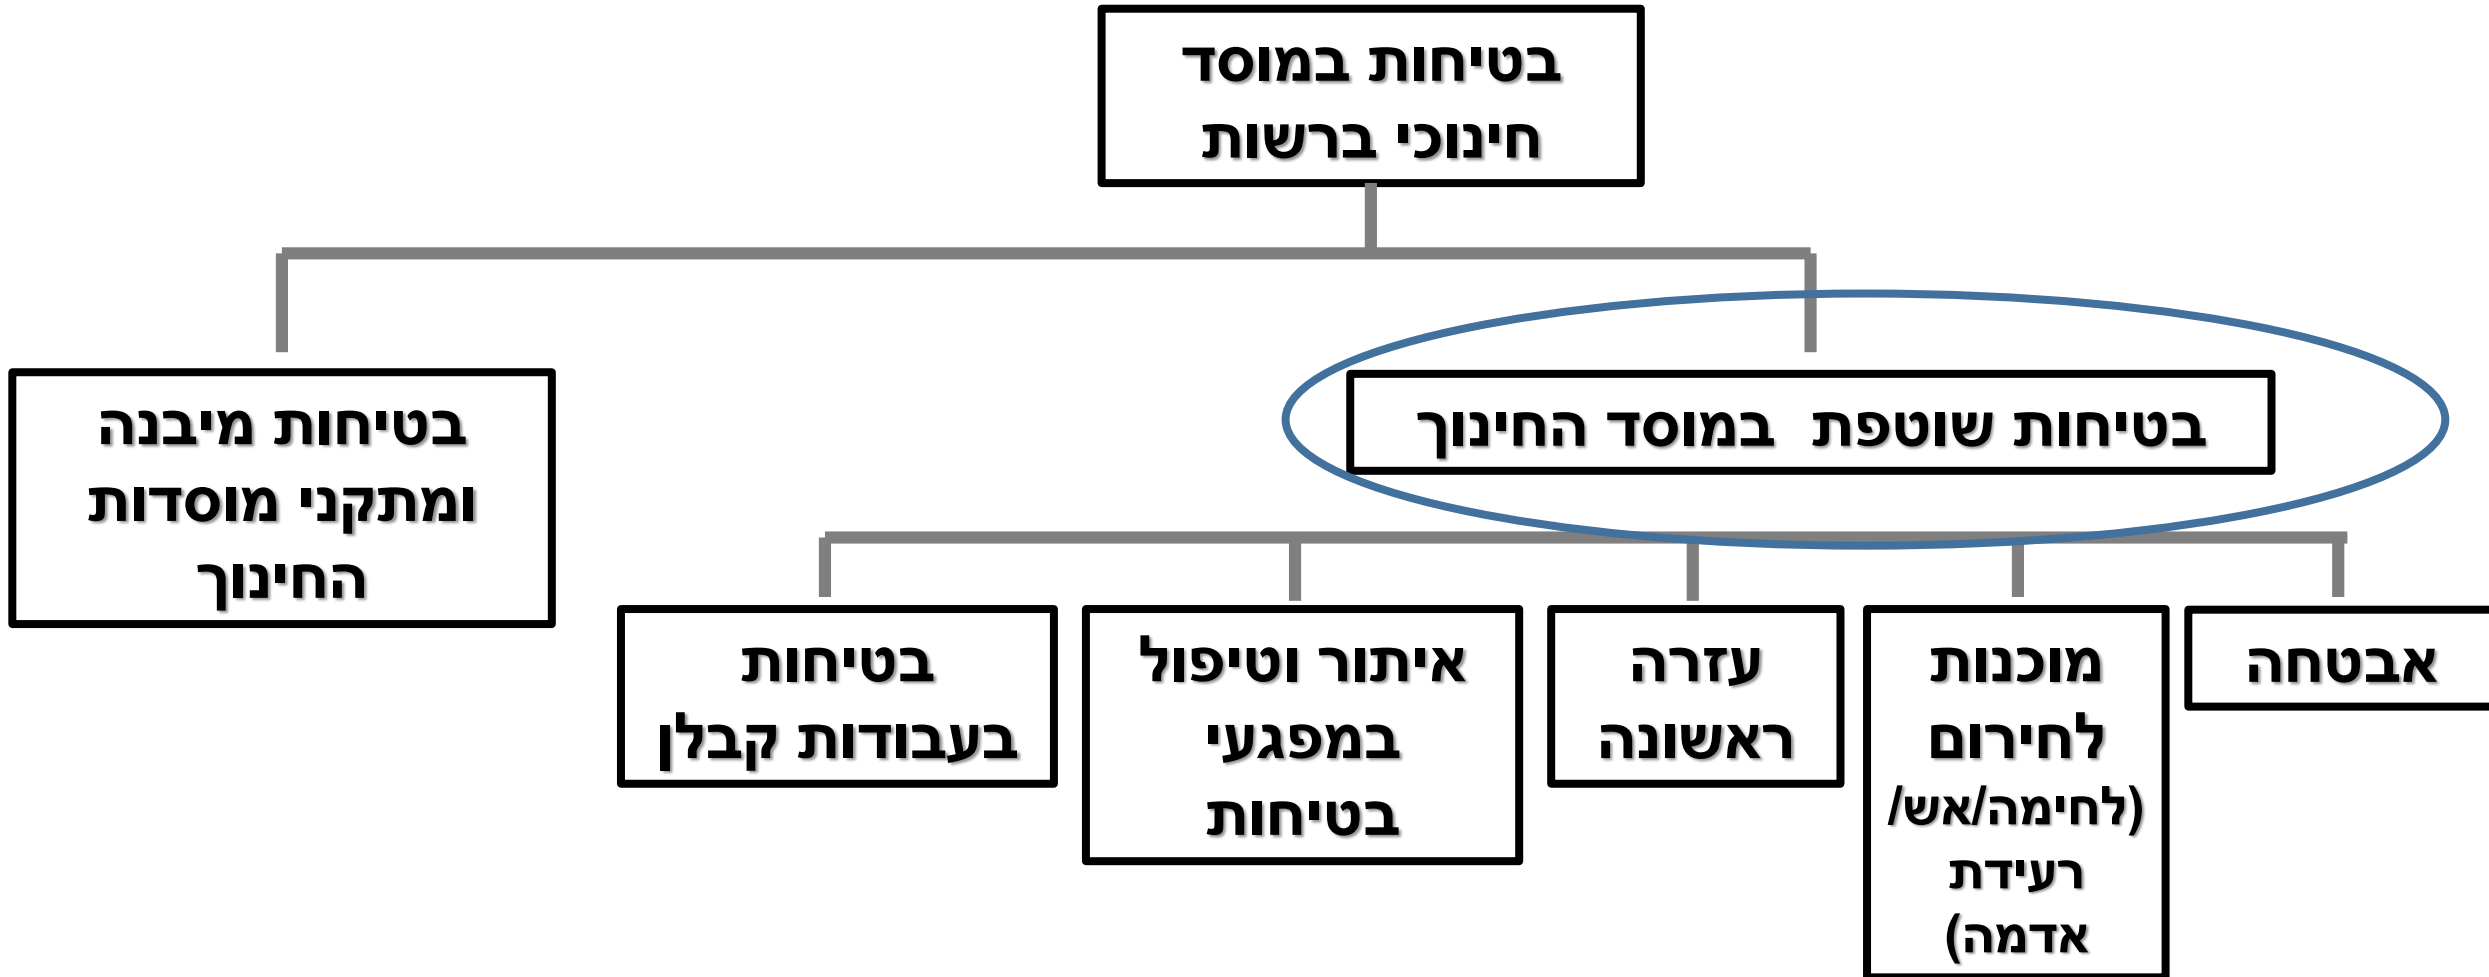 בטיחות במוסד
חינוכי ברשות
בטיחות שוטפת במוסד החינוך
בטיחות מיבנה
ומתקני מוסדות
החינוך
אבטחה
מוכנות
לחירום
(לחימה/אש/
רעידת
אדמה)
עזרה
ראשונה
איתור וטיפול
במפגעי
בטיחות
בטיחות
בעבודות קבלן